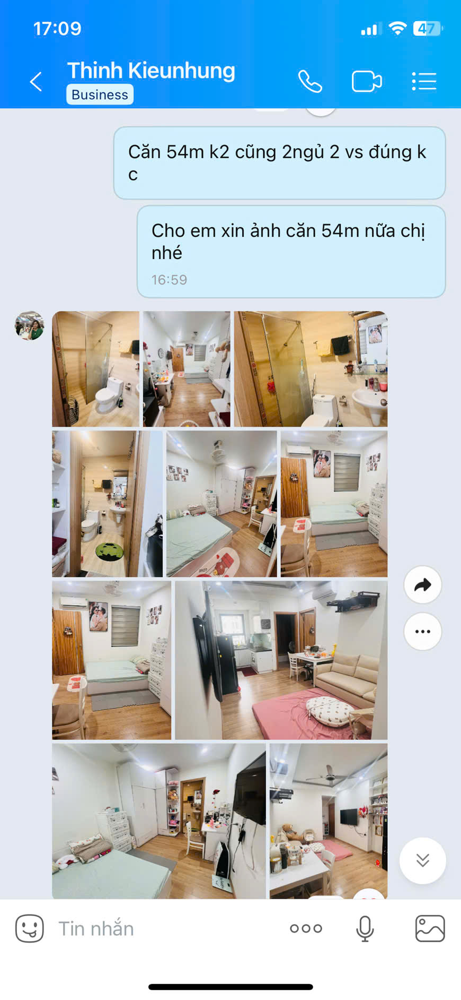 17:09
47
Thinh Kieunhung
Business
Căn 54m k2 cũng 2ngủ 2 vs đúng k
c
Cho em xin ảnh căn 54m nữa chị
nhé
16:59
LOVE
Tin nhắn